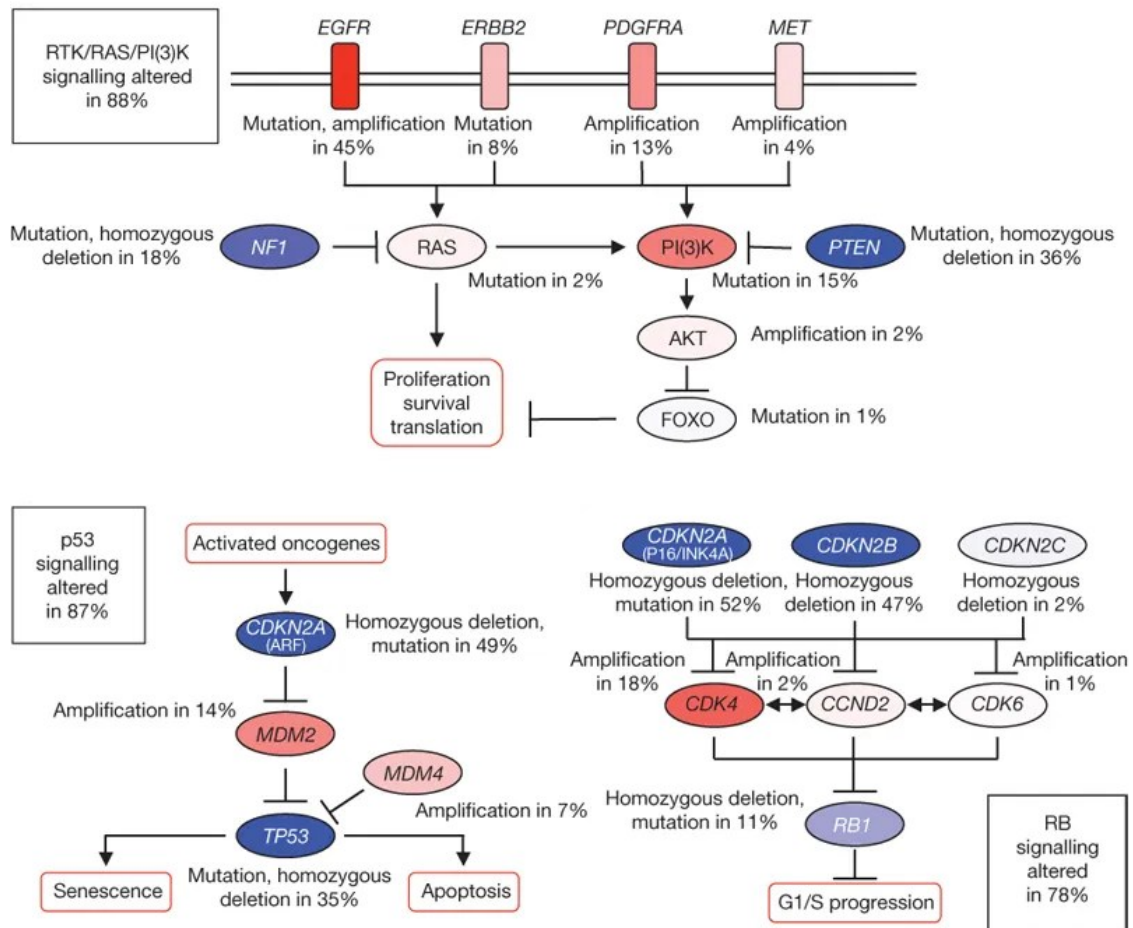 RTK/RAS/PI(3)K
signalling altered
in 88%
EGFR
ERBB2
PDGFRA
MET
Mutation, amplification
in 45%
Mutation
in 8%
Amplification
in 13%
Amplification
in 4%
Mutation, homozygous
deletion in 18%
NF1
RAS
Mutation in 2%
PI(3)K
Mutation in 15%
PTEN
Mutation, homozygous
deletion in 36%
AKT
Amplification in 2%
Proliferation
survival
translation
FOXO
Mutation in 1%
p53
signalling
altered
in 87%
Activated oncogenes
CDKN2A
(ARF)
Homozygous deletion,
mutation in 49%
Amplification in 14%
MDM2
MDM4
Amplification in 7%
TP53
Mutation, homozygous
deletion in 35%
Senescence
Apoptosis
CDKN2A
(P16/INK4A)
CDKN2B
CDKN2C
Homozygous deletion,
mutation in 52%
Homozygous
deletion in 47%
Homozygous
deletion in 2%
Amplification
in 18%
Amplification
in 2%
Amplification
in 1%
CDK4
CCND2
CDK6
Homozygous deletion,
mutation in 11%
RB1
G1/S progression
RB
signalling
altered
in 78%